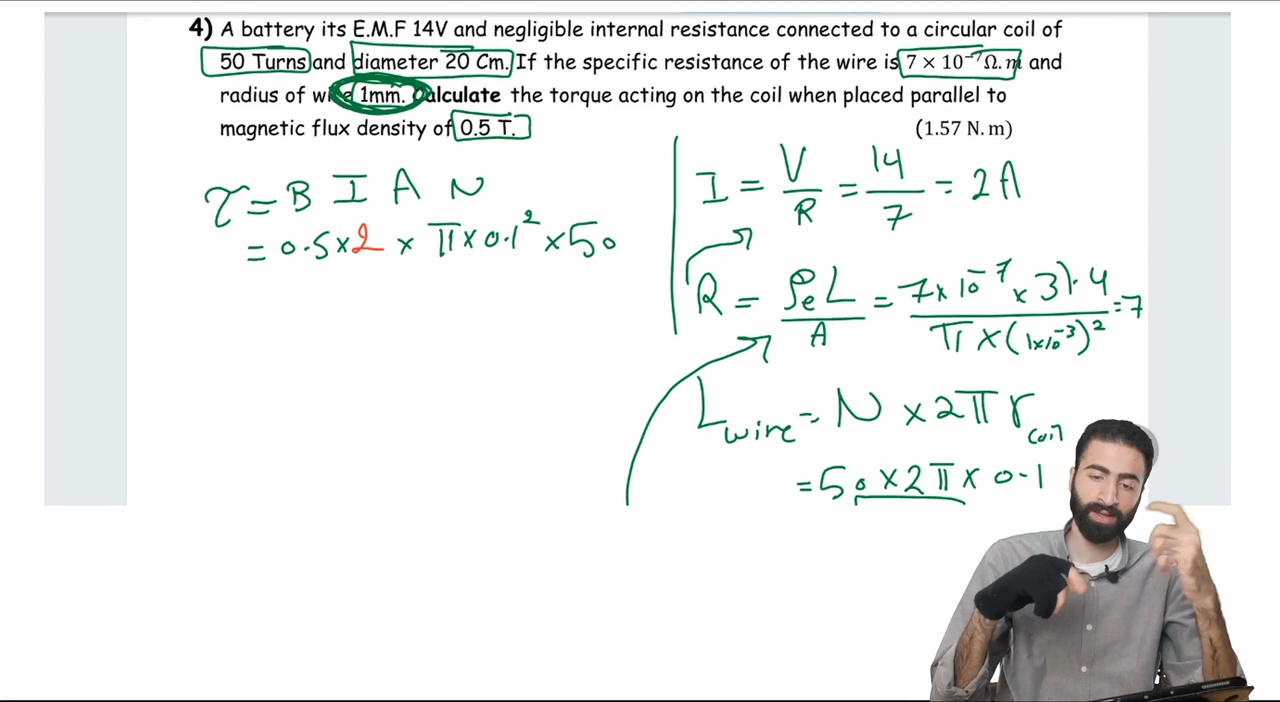 4) A battery its E.M.F 14V and negligible internal resistance connected to a circular coil of
50 Turns and diameter 20 Cm. If the specific resistance of the wire is 7 × 10⁻⁷Ω.m and
radius of wire 1mm. Calculate the torque acting on the coil when placed parallel to
magnetic flux density of 0.5 T. (1.57 N.m)
τ = B I A N
= 0.5 × 2 × π × 0.1² × 50
I = V/R = 14/7 = 2A
R = ρₑL/A = 7×10⁻⁷ × 31.4 / π × (1×10⁻³)² = 7
L wire = N × 2π r coil
= 50 × 2π × 0.1